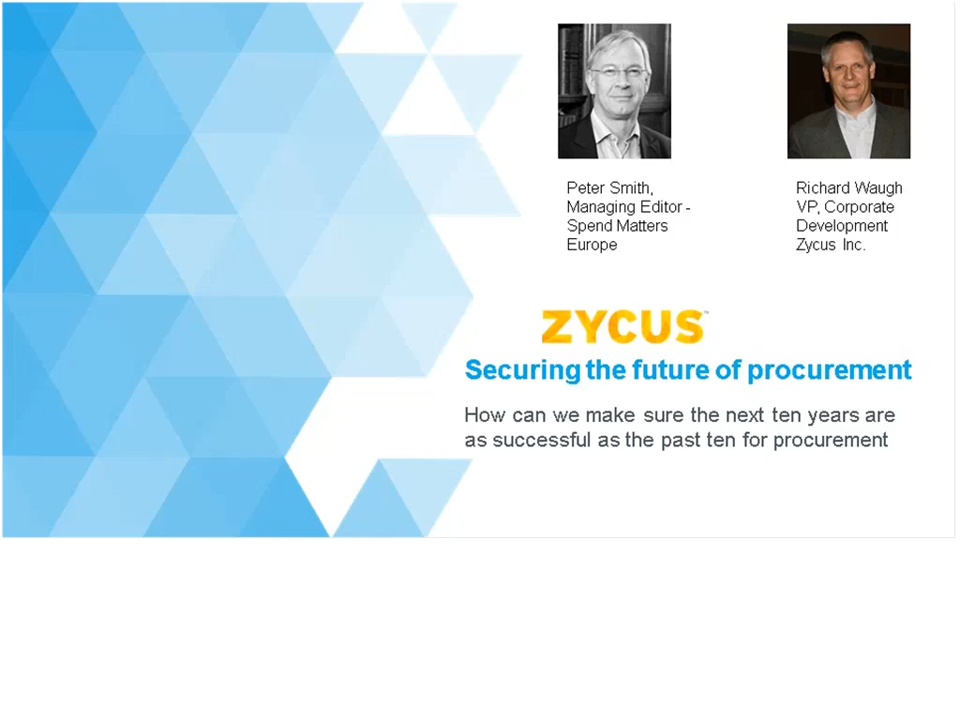 Peter Smith,
Managing Editor -
Spend Matters
Europe
Richard Waugh
VP, Corporate
Development
Zycus Inc.
ZYCUS™
Securing the future of procurement
How can we make sure the next ten years are
as successful as the past ten for procurement